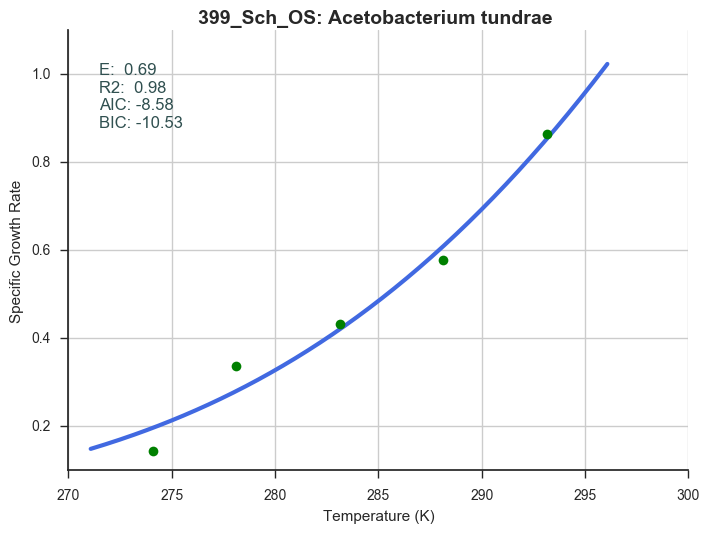 399_Sch_OS: Acetobacterium tundrae
E:  0.69
R2:  0.98
AIC: -8.58
BIC: -10.53
1.0
0.8
0.6
0.4
0.2
Specific Growth Rate
270 275 280 285 290 295 300
Temperature (K)